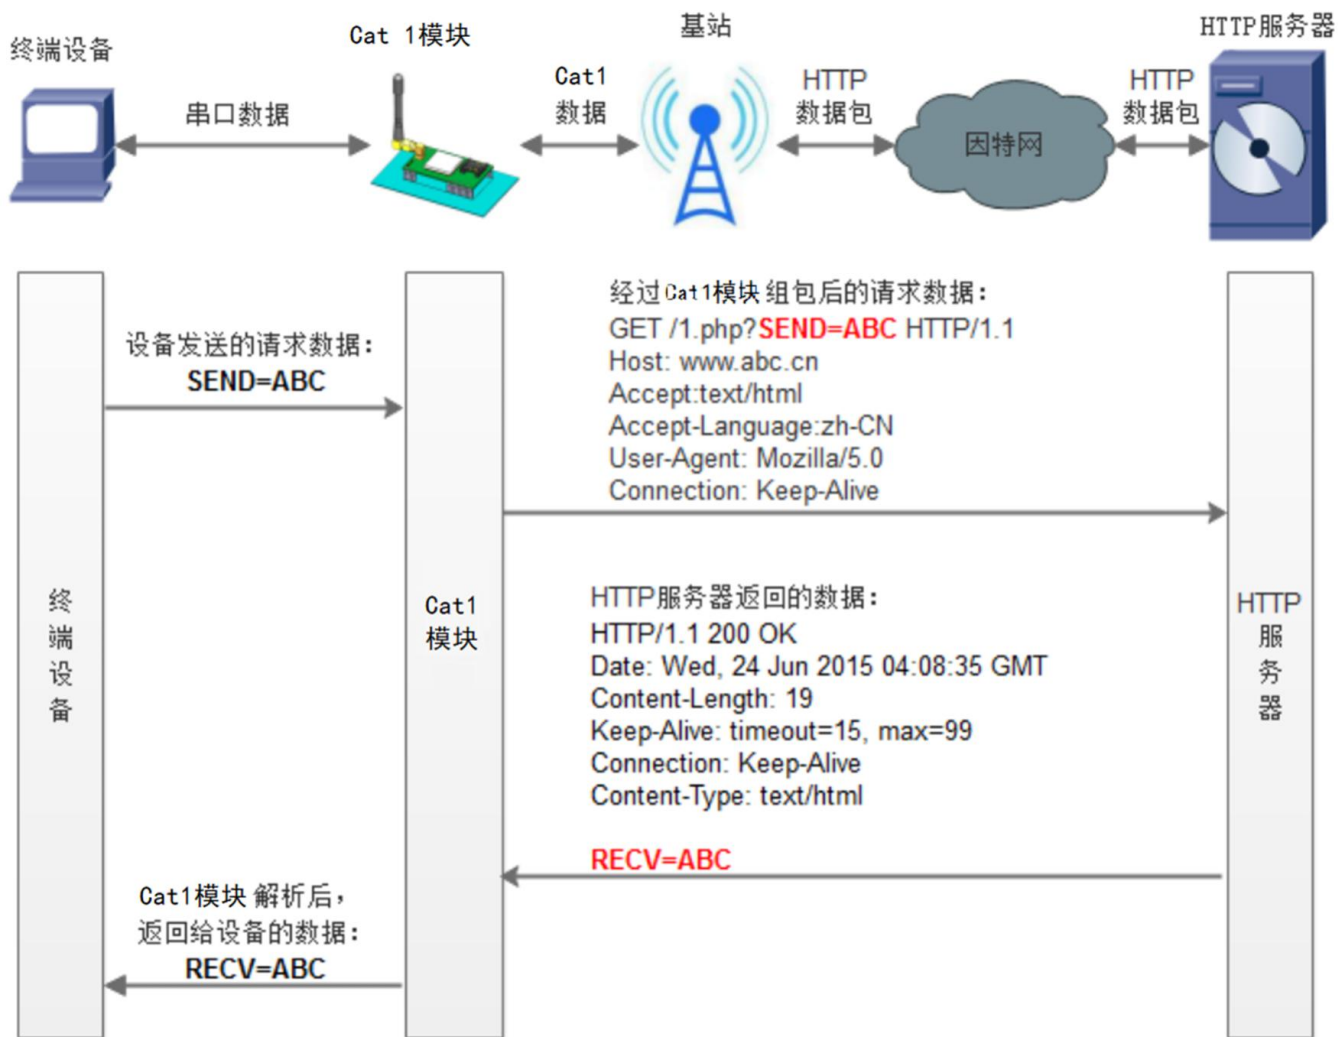 终端设备
Cat 1模块
基站
HTTP服务器
串口数据
Cat1
数据
HTTP
数据包
因特网
HTTP
数据包
设备发送的请求数据：
SEND=ABC
经过Cat1模块组包后的请求数据：
GET /1.php?SEND=ABC HTTP/1.1
Host: www.abc.cn
Accept:text/html
Accept-Language:zh-CN
User-Agent: Mozilla/5.0
Connection: Keep-Alive
终
端
设
备
Cat1
模块
HTTP
服
务
器
HTTP服务器返回的数据：
HTTP/1.1 200 OK
Date: Wed, 24 Jun 2015 04:08:35 GMT
Content-Length: 19
Keep-Alive: timeout=15, max=99
Connection: Keep-Alive
Content-Type: text/html
RECV=ABC
Cat1模块 解析后，
返回给设备的数据：
RECV=ABC